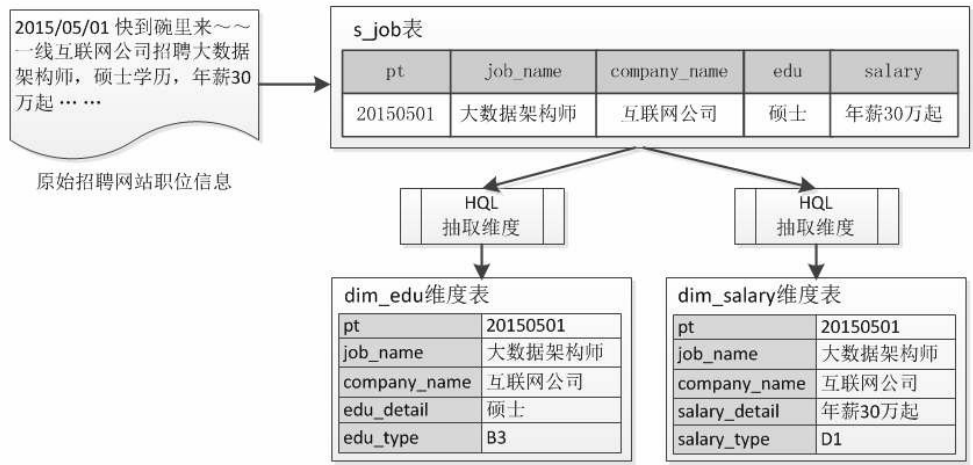 2015/05/01 快到碗里来～～
一线互联网公司招聘大数据
架构师，硕士学历，年薪30
万起 … …
原始招聘网站职位信息
s_job表
pt job_name company_name edu salary
20150501 大数据架构师 互联网公司 硕士 年薪30万起
HQL
抽取维度
HQL
抽取维度
dim_edu维度表
pt 20150501
job_name 大数据架构师
company_name 互联网公司
edu_detail 硕士
edu_type B3
dim_salary维度表
pt 20150501
job_name 大数据架构师
company_name 互联网公司
salary_detail 年薪30万起
salary_type D1